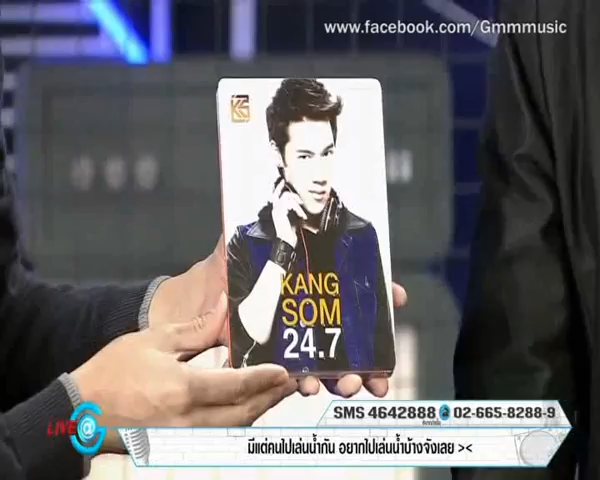 www.facebook.com/Gmmmusic
KS
KANG
SOM
24.7
SMS 4642888 02-665-8288-9
LIVE@G
มีแต่คนไปเล่นน้ำกัน อยากไปเล่นน้ำบ้างจังเลย ><